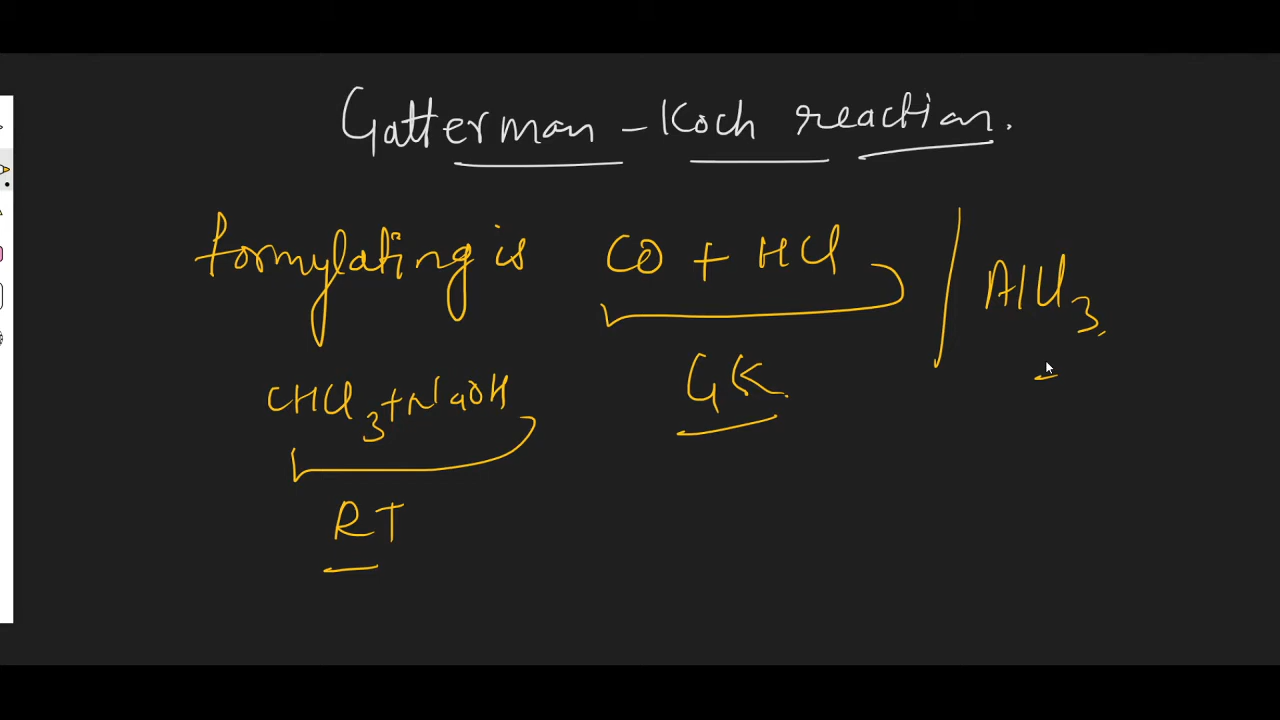 Gatterman - Koch reaction.
formylating is CO + HCl / AlCl3.
CHCl3 + NaOH GK.
RT